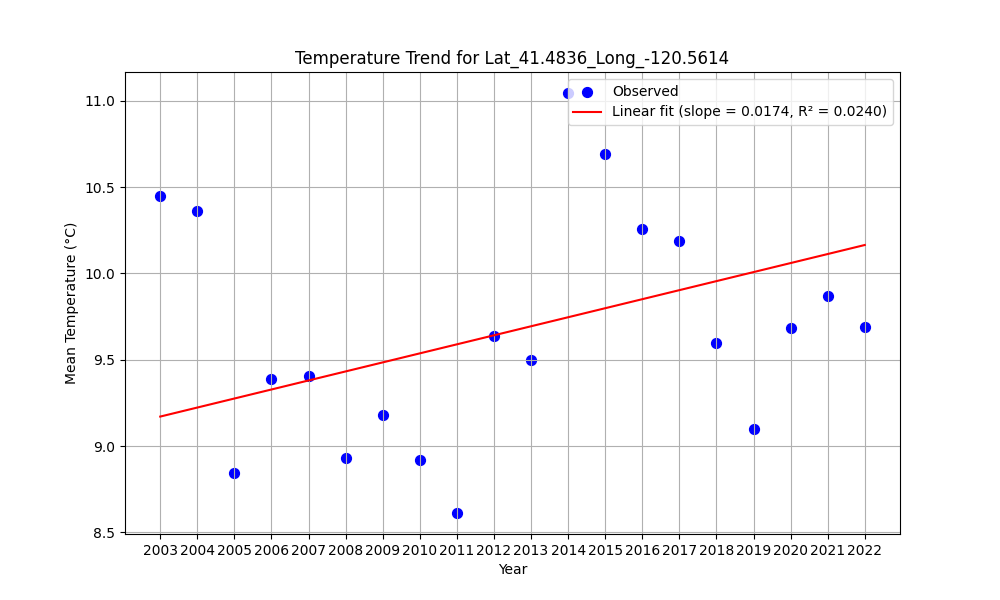 Temperature Trend for Lat_41.4836_Long_-120.5614
Observed
Linear fit (slope = 0.0174, R² = 0.0240)
Mean Temperature (°C)
11.0
10.5
10.0
9.5
9.0
8.5
2003 2004 2005 2006 2007 2008 2009 2010 2011 2012 2013 2014 2015 2016 2017 2018 2019 2020 2021 2022
Year